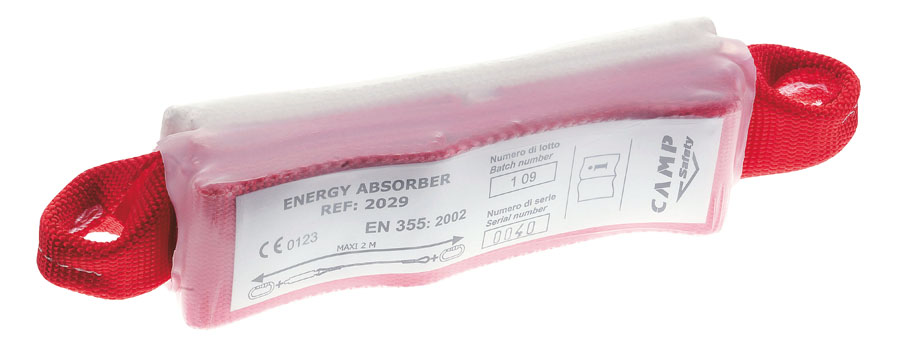 ENERGY ABSORBER
REF: 2029
EN 355: 2002
CE 0123
MAXI 2 M
+
+
Numero di lotto
Batch number
1 09
Numero di serie
Serial number
0040
CAMP
Safety